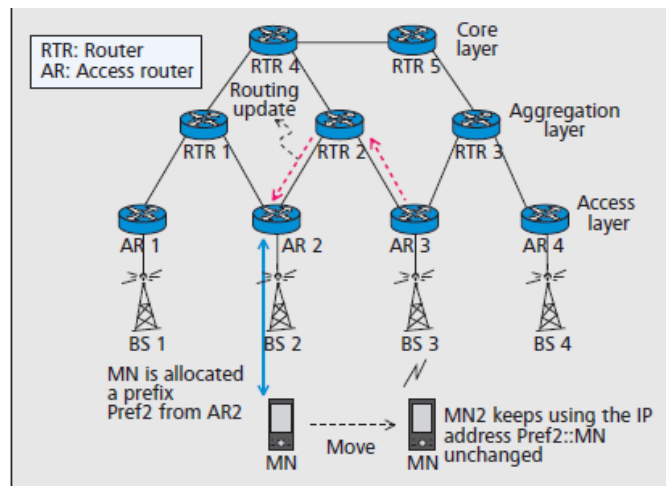 RTR: Router
AR: Access router
Core
layer
RTR 4
RTR 5
Routing
update
Aggregation
layer
RTR 1
RTR 2
RTR 3
Access
layer
AR 1
AR 2
AR 3
AR 4
BS 1
BS 2
BS 3
BS 4
MN is allocated
a prefix
Pref2 from AR2
MN2 keeps using the IP
address Pref2::MN
unchanged
Move
MN
MN